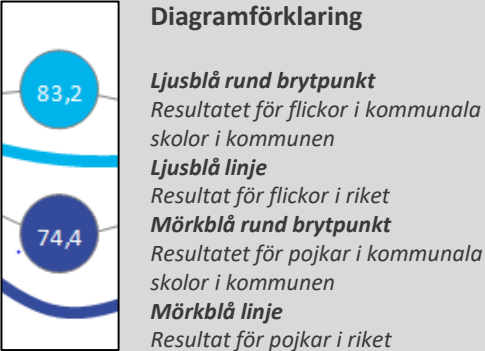 Diagramförklaring
83,2
74,4
Ljusblå rund brytpunkt
Resultatet för flickor i kommunala
skolor i kommunen
Ljusblå linje
Resultat för flickor i riket
Mörkblå rund brytpunkt
Resultatet för pojkar i kommunala
skolor i kommunen
Mörkblå linje
Resultat för pojkar i riket